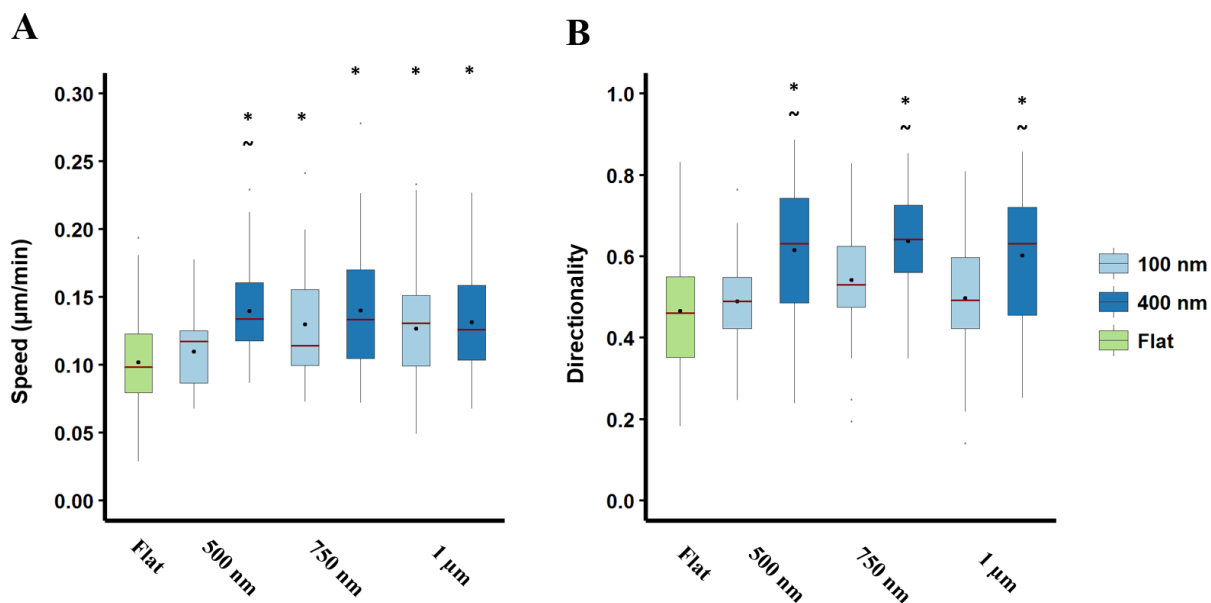 A
B
* * *
* *
~
0.30
0.25
0.20
0.15
0.10
0.05
0.00
Speed (μm/min)
Flat
500 nm
750 nm
1 μm
* * *
~ ~ ~
1.0
0.8
0.6
0.4
0.2
0.0
Directionality
Flat
500 nm
750 nm
1 μm
100 nm
400 nm
Flat